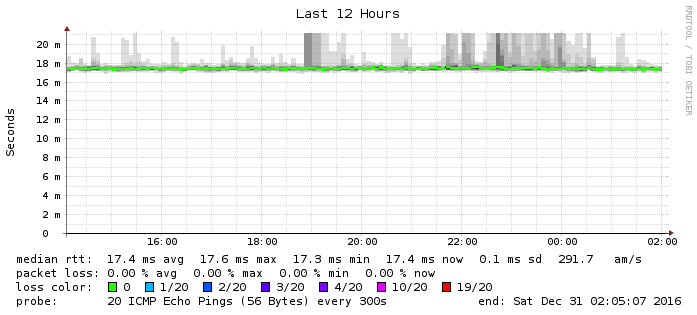 Last 12 Hours
RRDTOOL / TOBI OETIKER
Seconds
20 m
18 m
16 m
14 m
12 m
10 m
8 m
6 m
4 m
2 m
0
16:00 18:00 20:00 22:00 00:00 02:00
median rtt: 17.4 ms avg 17.6 ms max 17.3 ms min 17.4 ms now 0.1 ms sd 291.7 am/s
packet loss: 0.00 % avg 0.00 % max 0.00 % min 0.00 % now
loss color: 0 1/20 2/20 3/20 4/20 10/20 19/20
probe: 20 ICMP Echo Pings (56 Bytes) every 300s end: Sat Dec 31 02:05:07 2016